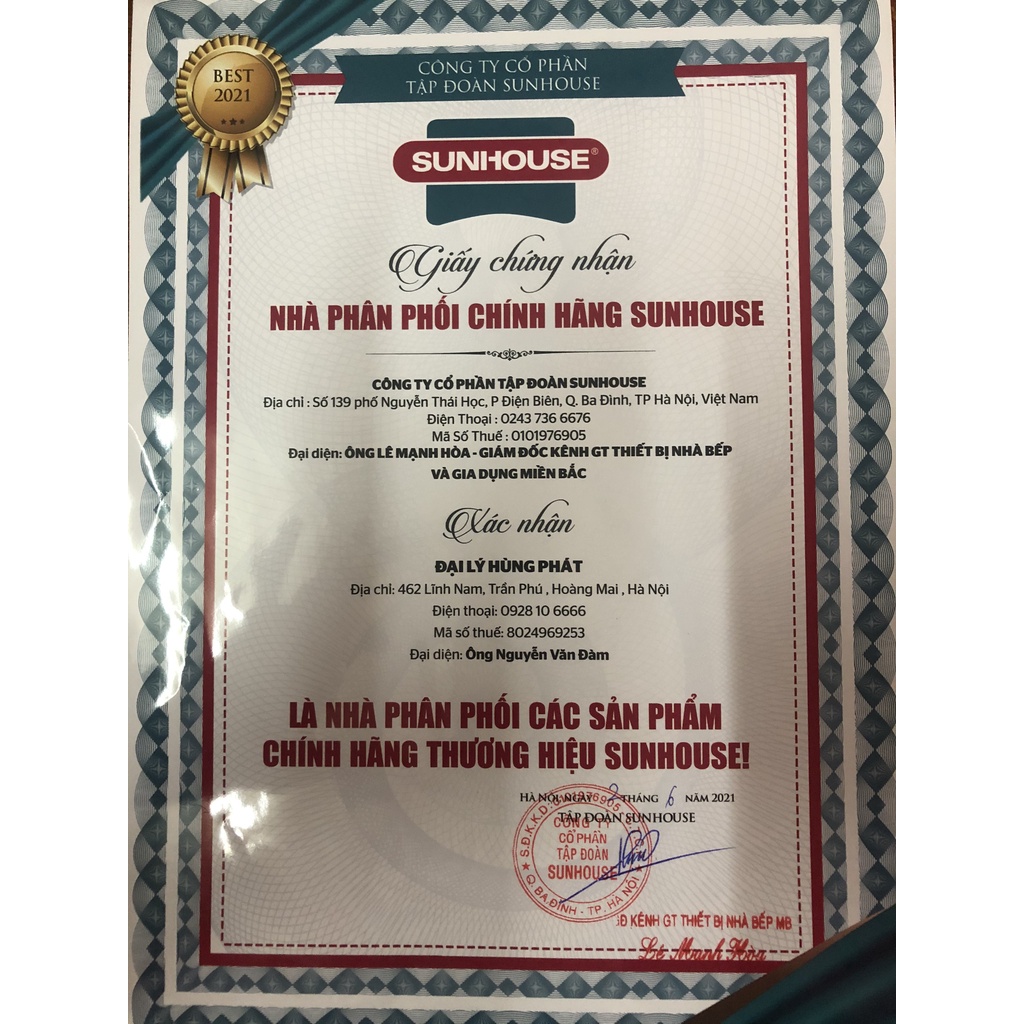 BEST
2021
CÔNG TY CỔ PHẦN
TẬP ĐOÀN SUNHOUSE
SUNHOUSE®
Giấy chứng nhận
NHÀ PHÂN PHỐI CHÍNH HÃNG SUNHOUSE
CÔNG TY CỔ PHẦN TẬP ĐOÀN SUNHOUSE
Địa chỉ : Số 139 phố Nguyễn Thái Học, P Điện Biên, Q. Ba Đình, TP Hà Nội, Việt Nam
Điện Thoại : 0243 736 6676
Mã Số Thuế : 0101976905
Đại diện: ÔNG LÊ MẠNH HÒA - GIÁM ĐỐC KÊNH GT THIẾT BỊ NHÀ BẾP
VÀ GIA DỤNG MIỀN BẮC
Xác nhận
ĐẠI LÝ HÙNG PHÁT
Địa chỉ: 462 Lĩnh Nam, Trần Phú , Hoàng Mai , Hà Nội
Điện thoại: 0928 10 6666
Mã số thuế: 8024969253
Đại diện: Ông Nguyễn Văn Đàm
LÀ NHÀ PHÂN PHỐI CÁC SẢN PHẨM
CHÍNH HÃNG THƯƠNG HIỆU SUNHOUSE!
HÀ NỘI, NGÀY 2 THÁNG 6 NĂM 2021
TẬP ĐOÀN SUNHOUSE
CÔNG TY
CỔ PHẦN
TẬP ĐOÀN
SUNHOUSE
Q. BA ĐÌNH - TP. HÀ NỘI
GĐ KÊNH GT THIẾT BỊ NHÀ BẾP MB
Lê Mạnh Hòa